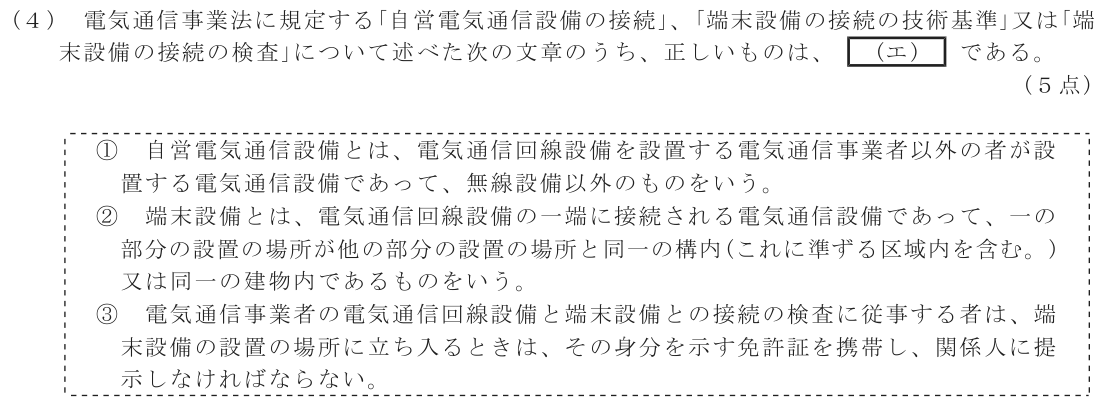 (４) 電気通信事業法に規定する｢自営電気通信設備の接続｣、｢端末設備の接続の技術基準｣又は｢端
末設備の接続の検査｣について述べた次の文章のうち、正しいものは、 (エ) である。
(５点)
① 自営電気通信設備とは、電気通信回線設備を設置する電気通信事業者以外の者が設
置する電気通信設備であって、無線設備以外のものをいう。
② 端末設備とは、電気通信回線設備の一端に接続される電気通信設備であって、一の
部分の設置の場所が他の部分の設置の場所と同一の構内(これに準ずる区域内を含む。)
又は同一の建物内であるものをいう。
③ 電気通信事業者の電気通信回線設備と端末設備との接続の検査に従事する者は、端
末設備の設置の場所に立ち入るときは、その身分を示す免許証を携帯し、関係人に提
示しなければならない。